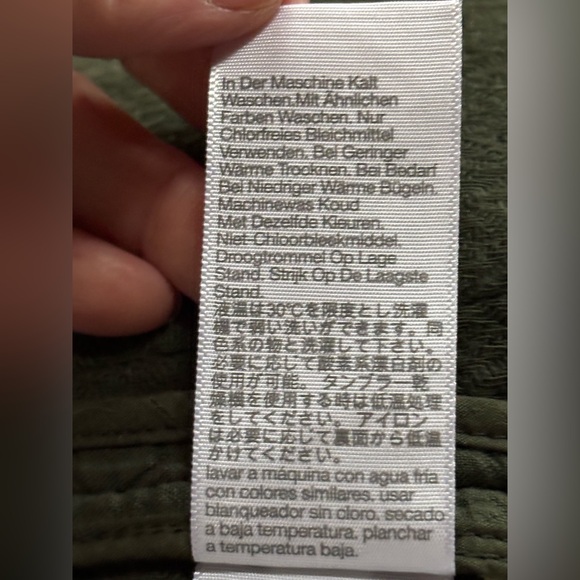 In Der Maschine Kalt
Waschen.Mit Ähnlichen
Farben Waschen. Nur
Chlorfreies Bleichmittel
Verwenden. Bei Geringer
Wärme Trocknen. Bei Bedarf
Bei Niedriger Wärme Bügeln.
Machinewas Koud
Met Dezelfde Kleuren.
Niet-Chloorbleekmiddel.
Droogtrommel Op Lage
Stand. Strijk Op De Laagste
Stand.
液温は30℃を限度とし洗濯
機で弱い洗いができます。同
色系の物と洗濯して下さい。
必要に応じて酸素系漂白剤の
使用が可能。タンブラー乾
燥機を使用する時は低温処理
をしてください。アイロン
は必要に応じて裏面から低温
かけてください。
lavar a máquina con agua fría
con colores similares. usar
blanqueador sin cloro. secado
a baja temperatura. planchar
a temperatura baja.